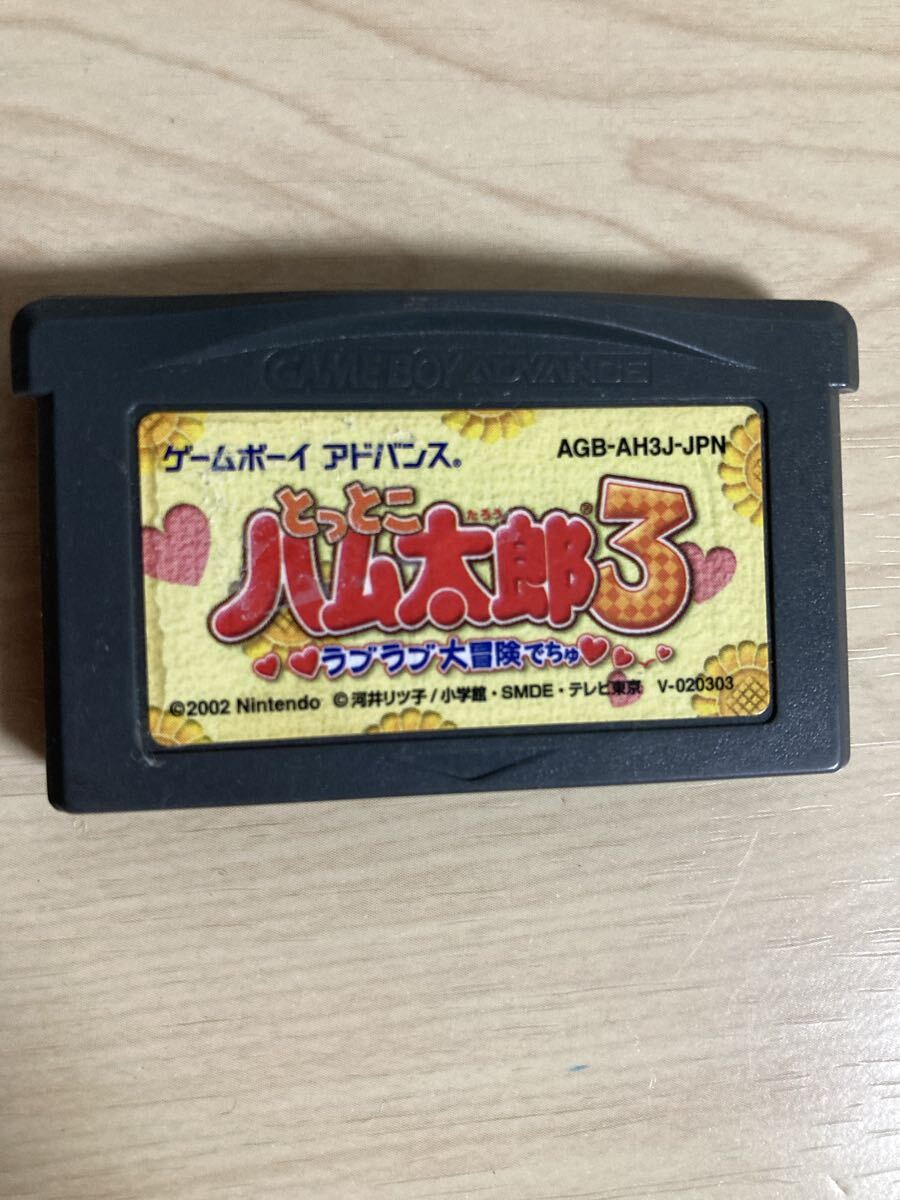 GAME BOY ADVANCE
ゲームボーイ アドバンス®
AGB-AH3J-JPN
とっとこ
たろう
ハム太郎®3
ラブラブ大冒険でちゅ
©2002 Nintendo ©河井リツ子/小学館・SMDE・テレビ東京 V-020303